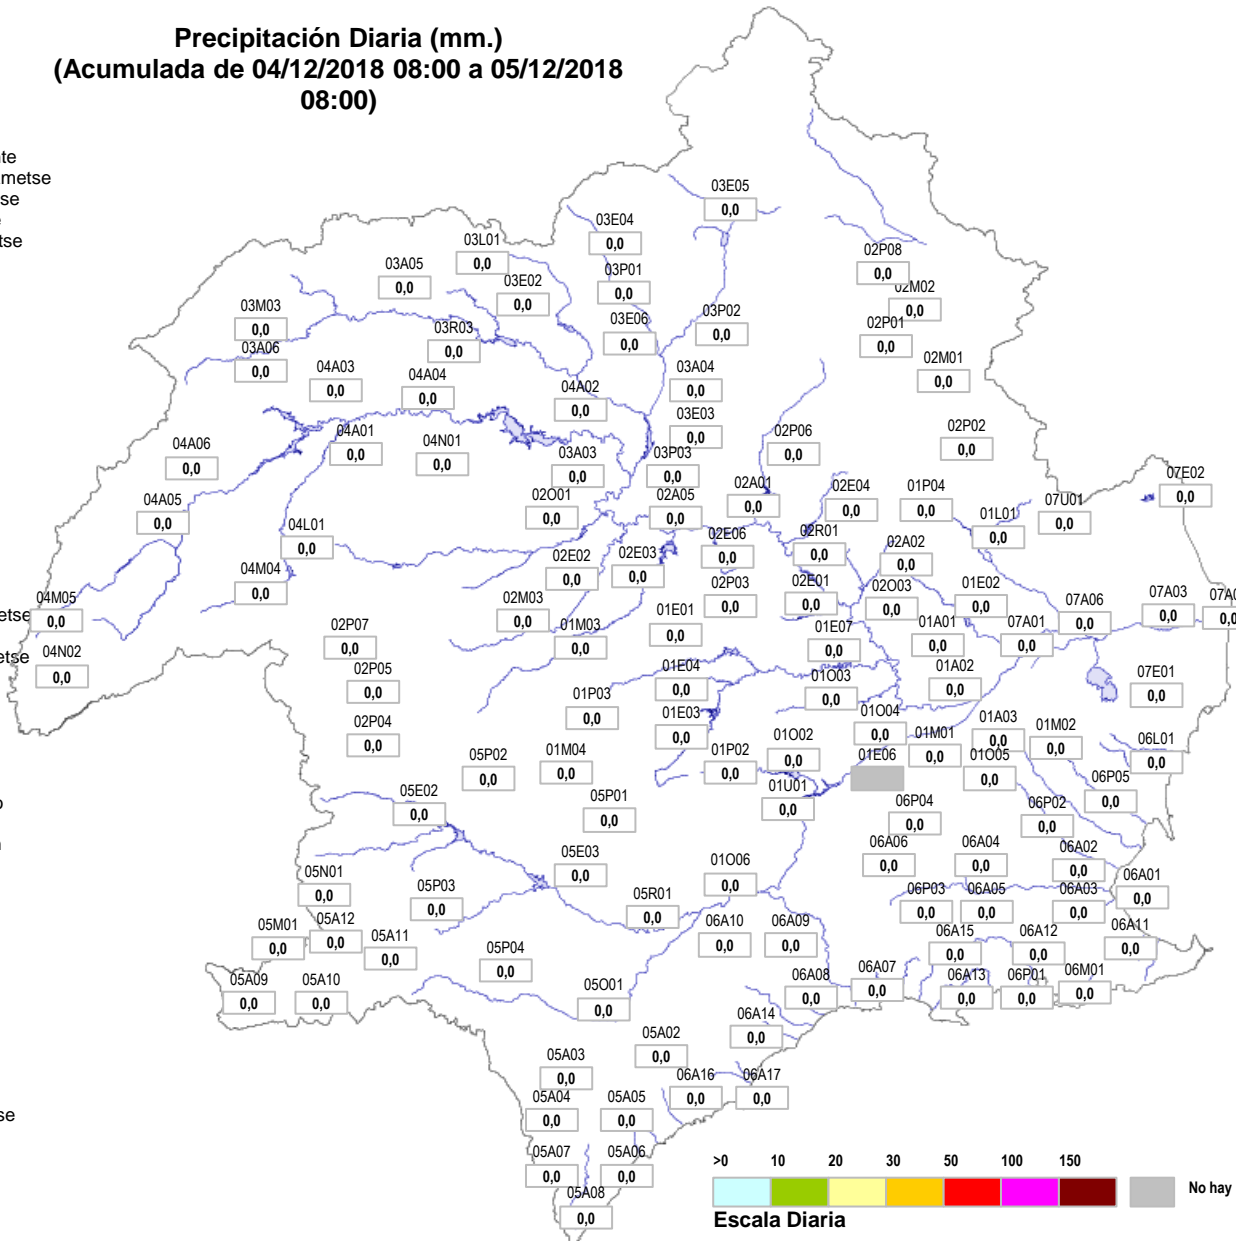 Precipitación Diaria (mm.)
(Acumulada de 04/12/2018 08:00 a 05/12/2018
08:00)
nte
metse
se
tse
03E05
0,0
03E04
0,0
03L01
0,0
02P08
0,0
03A05
0,0
03P01
0,0
03E02
0,0
02M02
0,0
03M03
0,0
03P02
0,0
03E06
0,0
02P01
0,0
03R03
0,0
03A06
0,0
04A03
0,0
03A04
0,0
02M01
0,0
04A04
0,0
04A02
0,0
03E03
0,0
04A01
0,0
02P06
0,0
02P02
0,0
04A06
0,0
04N01
0,0
03A03
0,0
03P03
0,0
07E02
0,0
04A05
0,0
02O01
0,0
02A05
0,0
02A01
0,0
02E04
0,0
01P04
0,0
07U01
0,0
01L01
0,0
04L01
0,0
02E06
0,0
02R01
0,0
02A02
0,0
02E02
0,0
02E03
0,0
04M04
0,0
02P03
0,0
02E01
0,0
02O03
0,0
01E02
0,0
07A03
0,0
07A0
0,0
04M05
0,0
etse
02M03
0,0
01E01
0,0
07A06
0,0
02P07
0,0
01M03
0,0
01E07
0,0
01A01
0,0
07A01
0,0
etse
04N02
0,0
02P05
0,0
01E04
0,0
01O03
0,0
01A02
0,0
07E01
0,0
01P03
0,0
01E03
0,0
01O04
0,0
02P04
0,0
01A03
0,0
01M02
0,0
01M01
0,0
06L01
0,0
05P02
0,0
01M04
0,0
01P02
0,0
01O02
0,0
01E06
01O05
0,0
06P05
0,0
05E02
0,0
05P01
0,0
01U01
0,0
06P04
0,0
06P02
0,0
05E03
0,0
01O06
0,0
06A06
0,0
06A04
0,0
06A02
0,0
05N01
0,0
05P03
0,0
05R01
0,0
06P03
0,0
06A05
0,0
06A03
0,0
06A01
0,0
05M01
0,0
05A12
0,0
05A11
0,0
06A10
0,0
06A09
0,0
06A15
0,0
06A12
0,0
06A11
0,0
05P04
0,0
05A09
0,0
05A10
0,0
05O01
0,0
06A08
0,0
06A07
0,0
06A13
0,0
06P01
0,0
06M01
0,0
06A14
0,0
05A02
0,0
05A03
0,0
06A16
0,0
06A17
0,0
05A04
0,0
05A05
0,0
se
05A07
0,0
05A06
0,0
05A08
0,0
>0 10 20 30 50 100 150
No hay
Escala Diaria